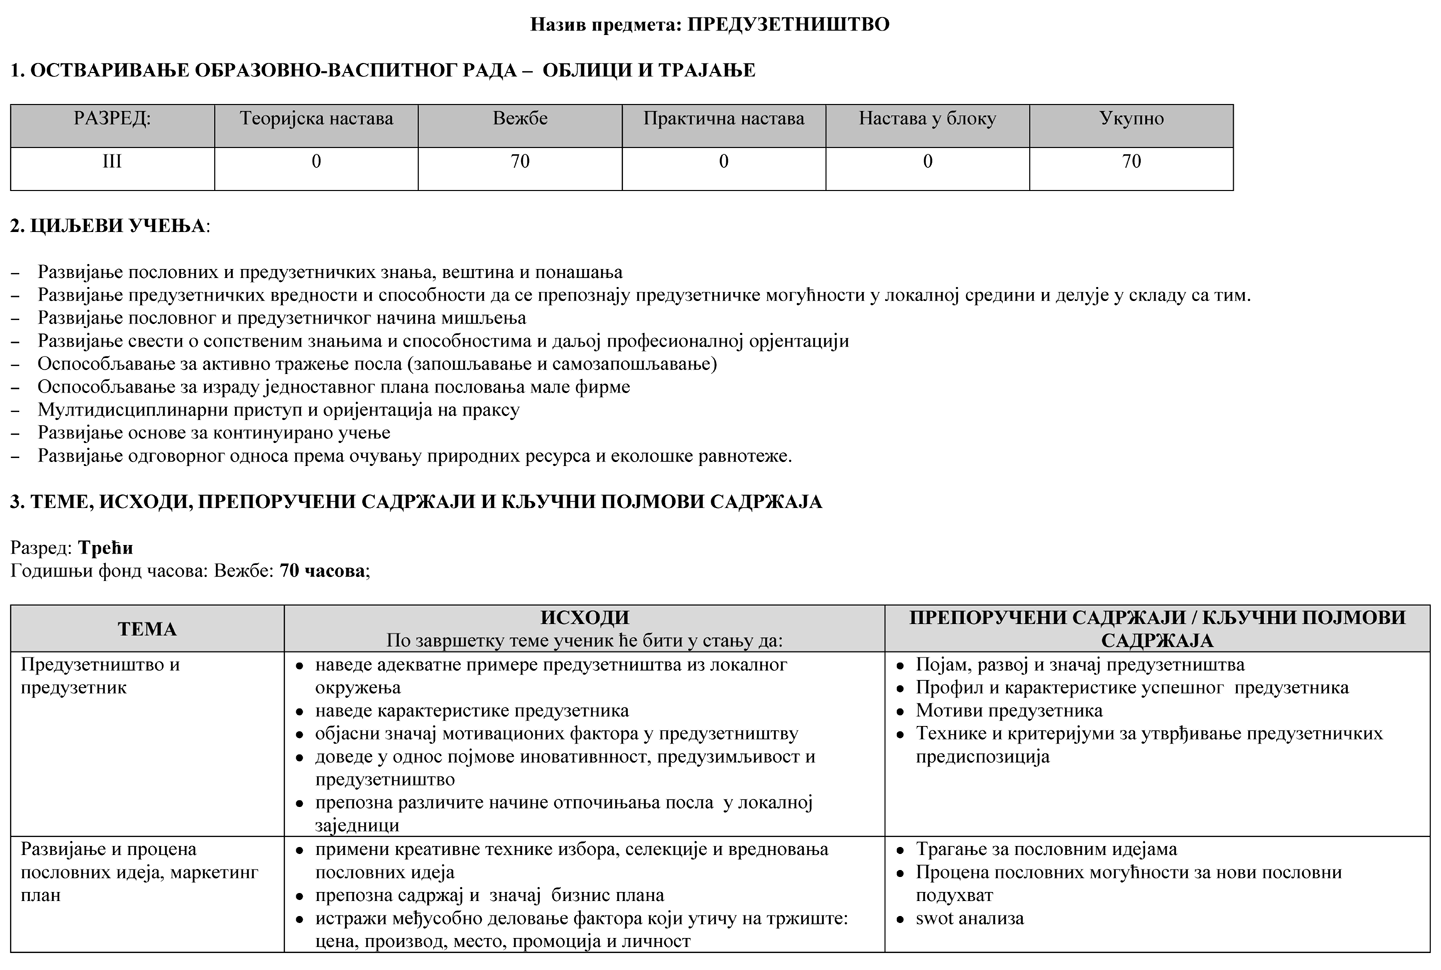 Назив предмета: ПРЕДУЗЕТНИШТВО
1. ОСТВАРИВАЊЕ ОБРАЗОВНО-ВАСПИТНОГ РАДА – ОБЛИЦИ И ТРАЈАЊЕ
РАЗРЕД: Теоријска настава Вежбе Практична настава Настава у блоку Укупно
III 0 70 0 0 70
2. ЦИЉЕВИ УЧЕЊА:
– Развијање пословних и предузетничких знања, вештина и понашања
– Развијање предузетничких вредности и способности да се препознају предузетничке могућности у локалној средини и делује у складу са тим.
– Развијање пословног и предузетничког начина мишљења
– Развијање свести о сопственим знањима и способностима и даљој професионалној орјентацији
– Оспособљавање за активно тражење посла (запошљавање и самозапошљавање)
– Оспособљавање за израду једноставног плана пословања мале фирме
– Мултидисциплинарни приступ и оријентација на праксу
– Развијање основе за континуирано учење
– Развијање одговорног односа према очувању природних ресурса и еколошке равнотеже.
3. ТЕМЕ, ИСХОДИ, ПРЕПОРУЧЕНИ САДРЖАЈИ И КЉУЧНИ ПОЈМОВИ САДРЖАЈА
Разред: Трећи
Годишњи фонд часова: Вежбе: 70 часова;
ТЕМА
ИСХОДИ
По завршетку теме ученик ће бити у стању да:
ПРЕПОРУЧЕНИ САДРЖАЈИ / КЉУЧНИ ПОЈМОВИ
САДРЖАЈА
Предузетништво и
предузетник
• наведе адекватне примере предузетништва из локалног
окружења
• наведе карактеристике предузетника
• објасни значај мотивационих фактора у предузетништву
• доведе у однос појмове иновативнност, предузимљивост и
предузетништво
• препозна различите начине отпочињања посла у локалној
заједници
• Појам, развој и значај предузетништва
• Профил и карактеристике успешног предузетника
• Мотиви предузетника
• Технике и критеријуми за утврђивање предузетничких
предиспозиција
Развијање и процена
пословних идеја, маркетинг
план
• примени креативне технике избора, селекције и вредновања
пословних идеја
• препозна садржај и значај бизнис плана
• истражи међусобно деловање фактора који утичу на тржиште:
цена, производ, место, промоција и личност
• Трагање за пословним идејама
• Процена пословних могућности за нови пословни
подухват
• swot анализа